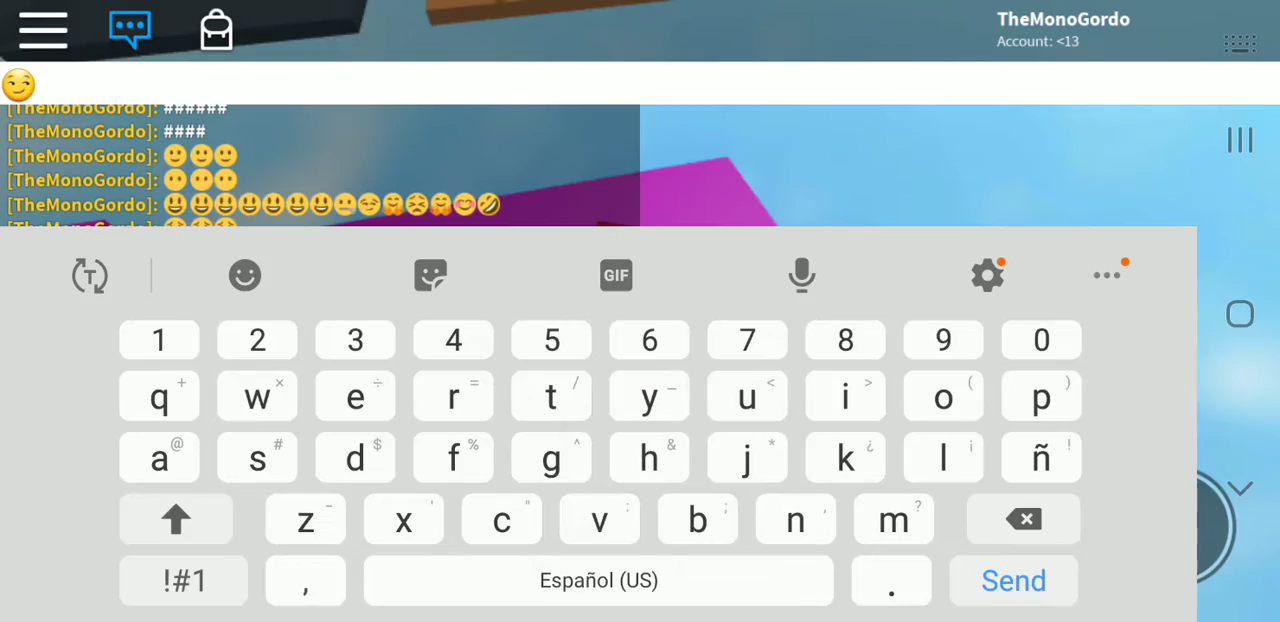 TheMonoGordo
Account: <13
😏
[TheMonoGordo]: ######
[TheMonoGordo]: ####
[TheMonoGordo]: 🙂🙂🙂
[TheMonoGordo]: 😶😶😶
[TheMonoGordo]: 😃😃😃😃😃😃😃😐😏🤗😣🤗😊🤣
T
GIF
1 2 3 4 5 6 7 8 9 0
q + w × e ÷ r = t / y _ u < i > o ( p )
a @ s # d $ f % g ^ h & j * k ¿ l ¡ ñ !
z - x ' c " v : b ; n , m ?
!#1 , Español (US) . Send